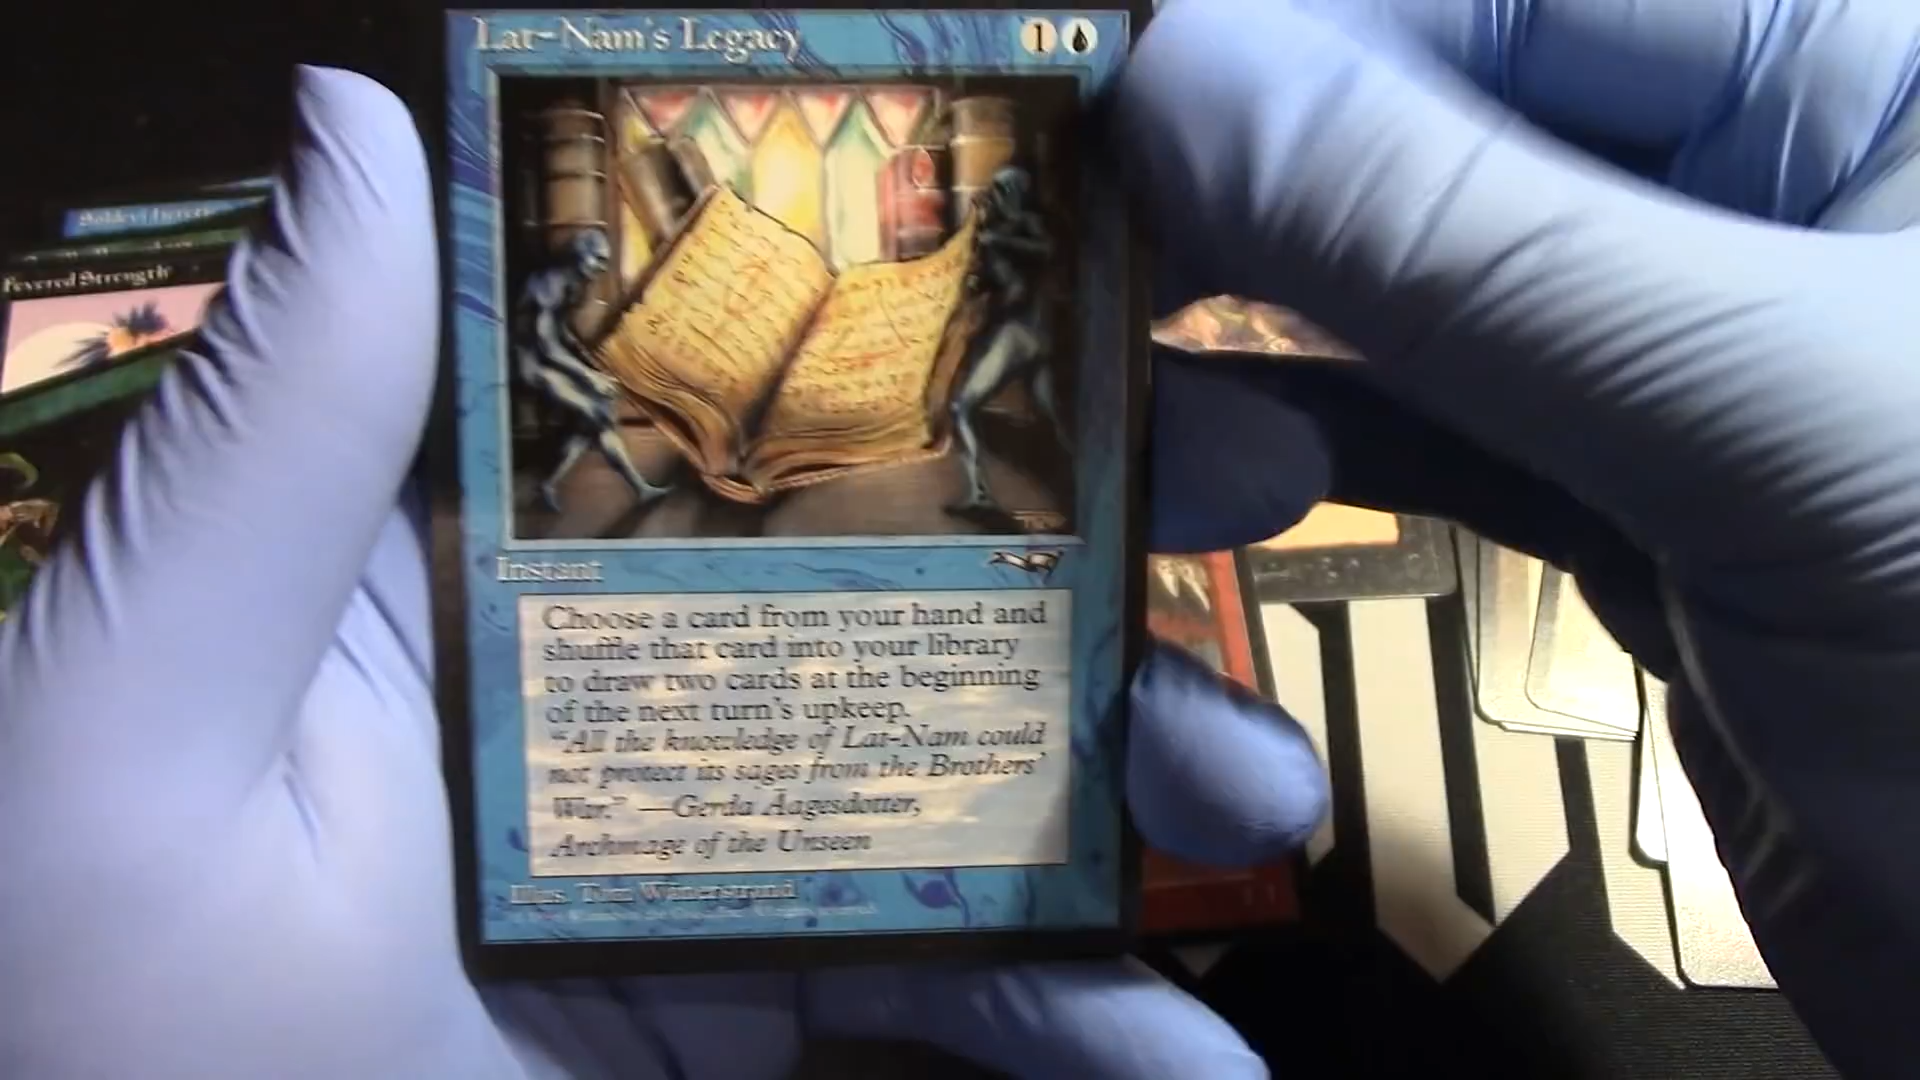 Lat-Nam's Legacy 1
Fevered Strength
Instant
Choose a card from your hand and
shuffle that card into your library
to draw two cards at the beginning
of the next turn's upkeep.
"All the knowledge of Lat-Nam could
not protect its sages from the Brothers'
War." —Gerda Äagesdotter,
Archmage of the Unseen
Illus. Tom Wänerstrand